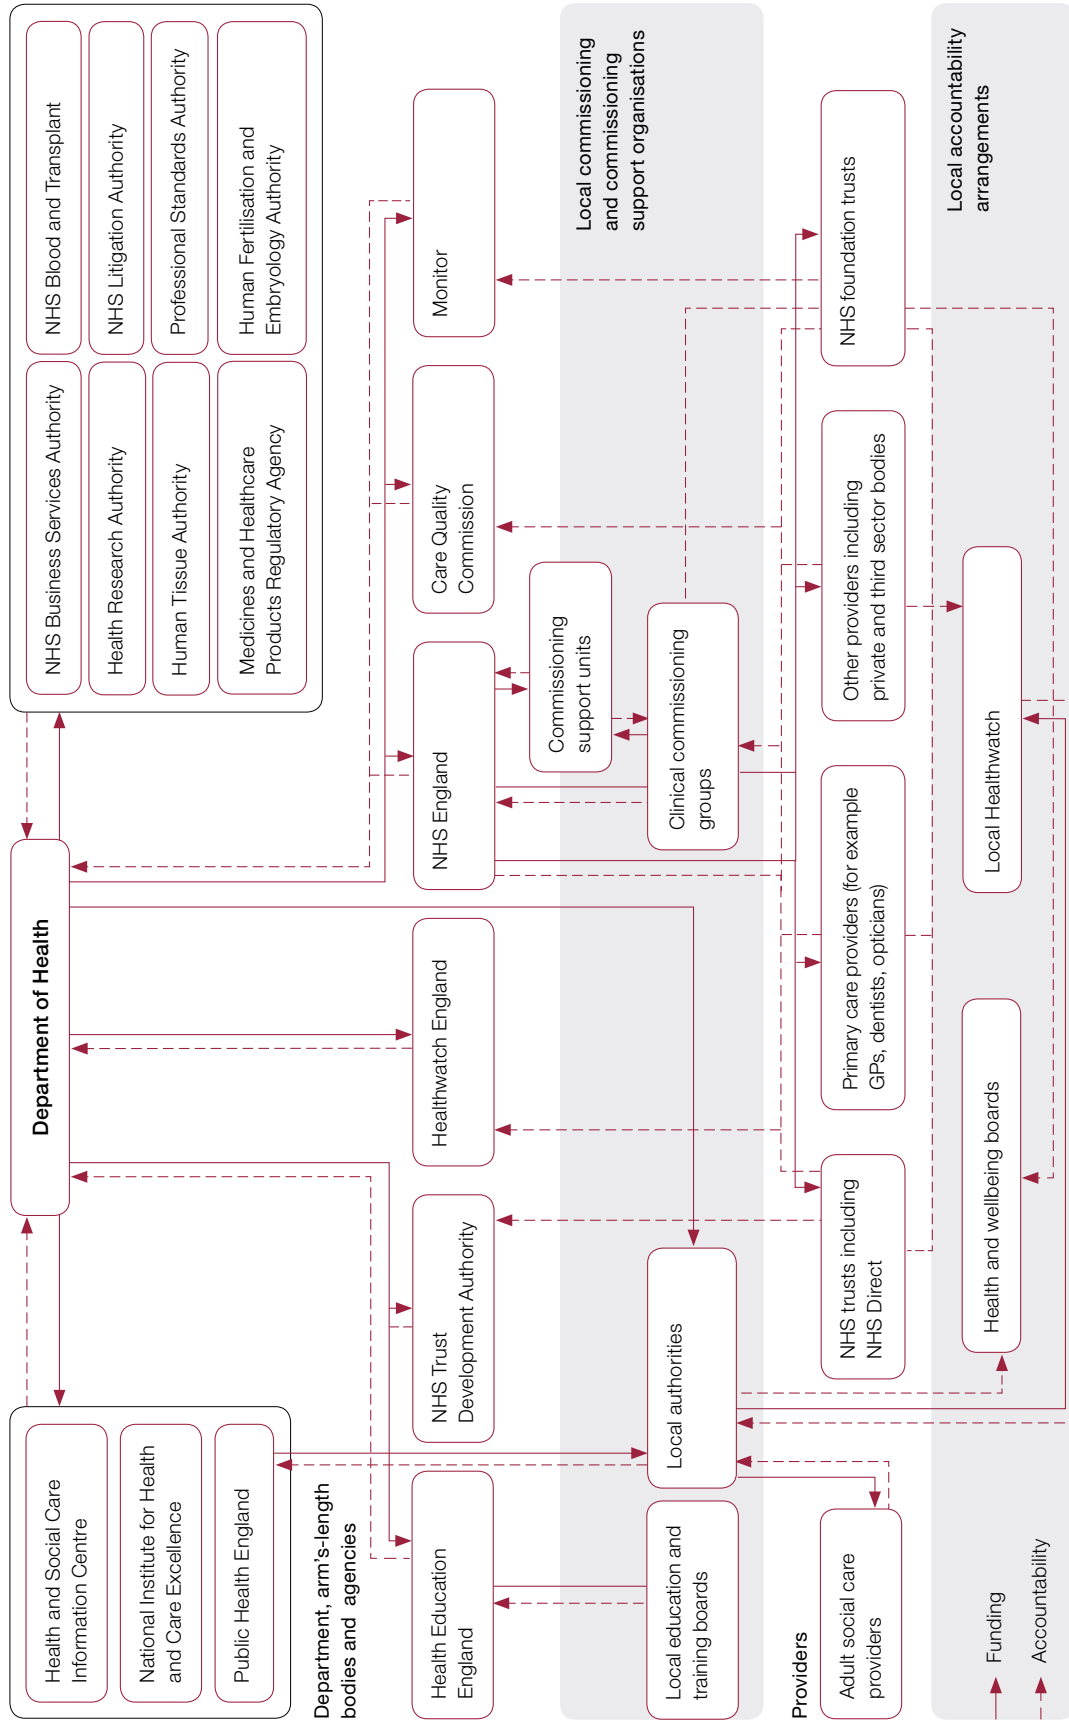 Department of Health
Health and Social Care
Information Centre
National Institute for Health
and Care Excellence
Public Health England
NHS Business Services Authority
NHS Blood and Transplant
Health Research Authority
NHS Litigation Authority
Human Tissue Authority
Professional Standards Authority
Medicines and Healthcare
Products Regulatory Agency
Human Fertilisation and
Embryology Authority
Department, arm's-length
bodies and agencies
Health Education
England
NHS Trust
Development Authority
Healthwatch England
NHS England
Care Quality
Commission
Monitor
Local commissioning
and commissioning
support organisations
Commissioning
support units
Local education and
training boards
Local authorities
Clinical commissioning
groups
Providers
Adult social care
providers
NHS trusts including
NHS Direct
Primary care providers (for example
GPs, dentists, opticians)
Other providers including
private and third sector bodies
NHS foundation trusts
Local accountability
arrangements
Health and wellbeing boards
Local Healthwatch
Funding
Accountability